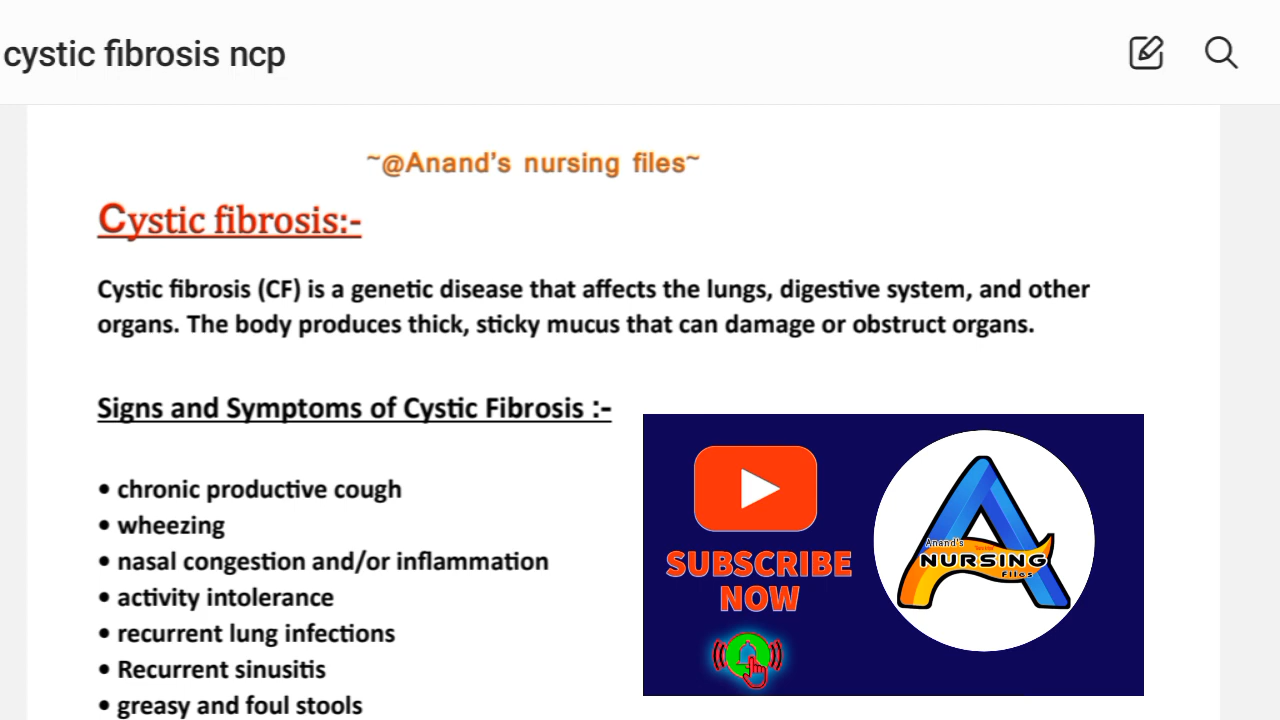 cystic fibrosis ncp
~@Anand's nursing files~
Cystic fibrosis:-
Cystic fibrosis (CF) is a genetic disease that affects the lungs, digestive system, and other
organs. The body produces thick, sticky mucus that can damage or obstruct organs.
Signs and Symptoms of Cystic Fibrosis :-
• chronic productive cough
• wheezing
• nasal congestion and/or inflammation
• activity intolerance
• recurrent lung infections
• Recurrent sinusitis
• greasy and foul stools
SUBSCRIBE
NOW
Anand's
NURSING
Files